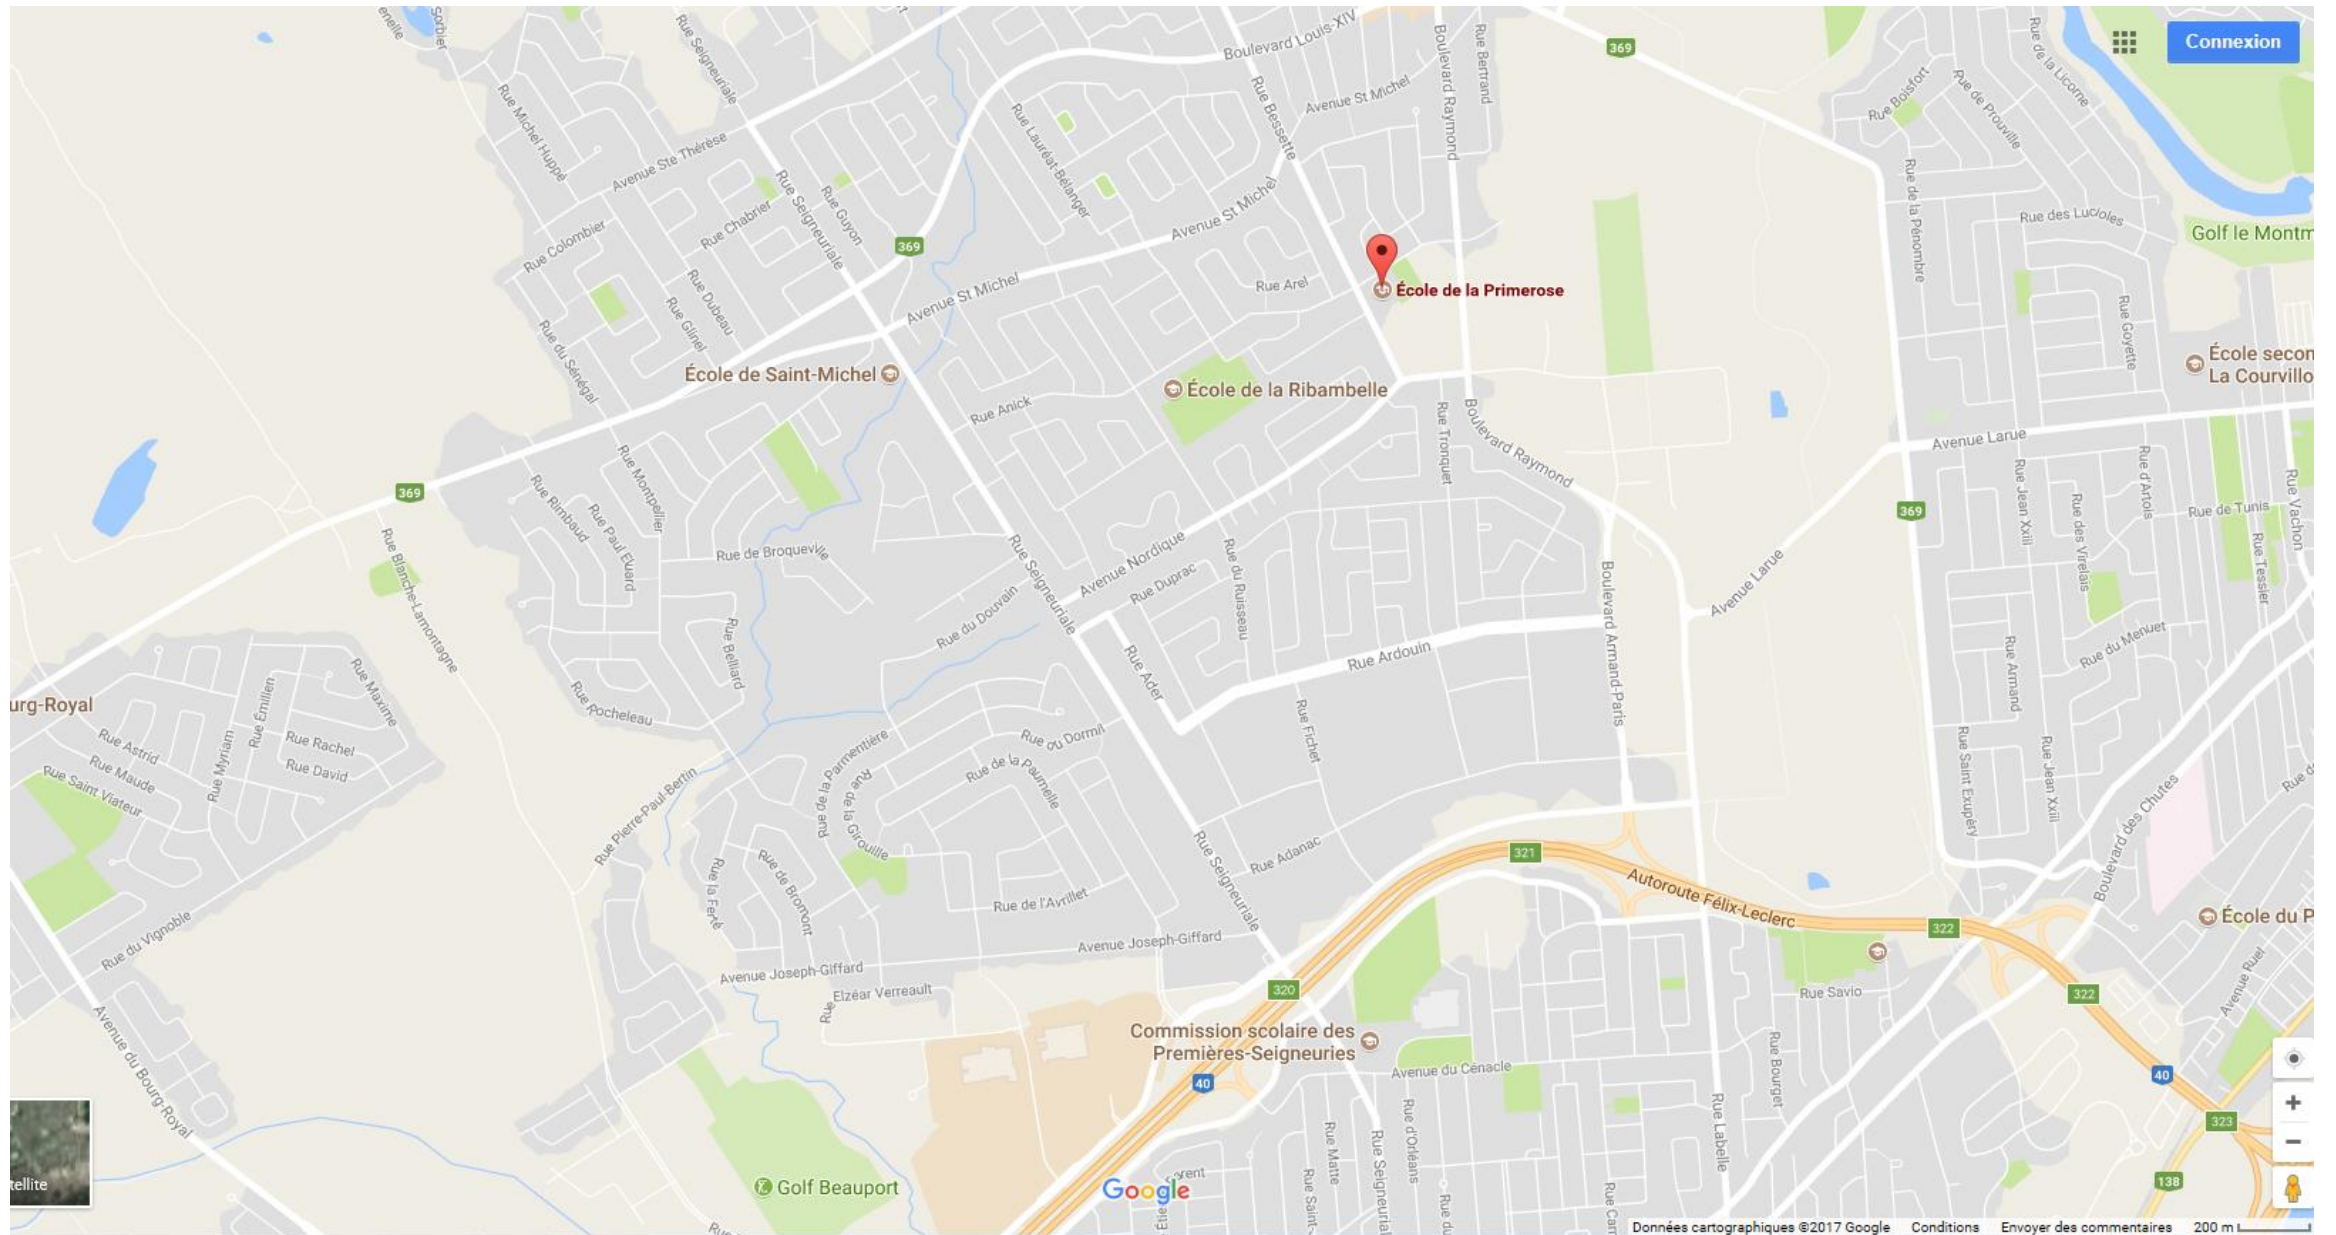 Sorbier
Rue Seigneuriale
Boulevard Louis-XIV
Boulevard Raymond
Rue Bertrand
369
Rue de la Licorne
Connexion
Rue Michel Huppé
Avenue Ste Thérèse
Rue Lauréat-Bélanger
Rue Bessette
Avenue St Michel
Rue Boisfort
Rue de Prouville
Rue Colombier
Rue Chabrier
Rue Seigneuriale
Rue Guyon
369
Avenue St Michel
Rue de la Pénombre
Rue des Lucioles
Golf le Montm
Rue Dubeau
Rue Glinel
Avenue St Michel
Rue Arel
École de la Primerose
Rue du Sénégal
École de Saint-Michel
École de la Ribambelle
Rue Goyette
École secon
La Courvillo
Rue Anick
Rue Tronquet
Boulevard Raymond
Avenue Larue
369
Rue Rimbaud
Rue Paul Eluard
Rue Montpellier
Rue Blanche-Lamontagne
Rue de Broqueville
Rue Seigneuriale
Avenue Nordique
Rue Duprac
Rue du Ruisseau
Rue du Douvain
Boulevard Armand-Paris
Avenue Larue
369
Rue Jean Xxiii
Rue des Virelais
Rue d'Artois
Rue de Tunis
Rue Tessier
Rue Vachon
Rue Belliard
Rue Ader
Rue Ardouin
Rue Armand
Rue du Menuet
urg-Royal
Rue Émilien
Rue Maxime
Rue Astrid
Rue Maude
Rue Saint Viateur
Rue Myriam
Rue Rachel
Rue David
Rue Rocheleau
Rue Pierre-Paul-Bertin
Rue de la Parmentière
Rue de la Girouille
Rue du Dormil
Rue de la Paumelle
Rue Fichet
Rue Saint Exupéry
Rue Jean Xxiii
Boulevard des Chutes
Rue la Ferté
Rue de Bromont
Rue de l'Avrillet
Rue Seigneuriale
Rue Adanac
321
Autoroute Félix-Leclerc
322
École du P
Rue du Vignoble
Avenue Joseph-Giffard
Avenue Joseph-Giffard
Rue
Elzéar Verreault
320
Rue Savio
322
Avenue Ruel
Avenue du Bourg-Royal
Commission scolaire des
Premières-Seigneuries
40
Avenue du Cénacle
Rue Bourget
40
323
Rue Matte
Rue d'Orléans
Rue Labelle
Golf Beauport
Google
138
Données cartographiques ©2017 Google Conditions Envoyer des commentaires 200 m